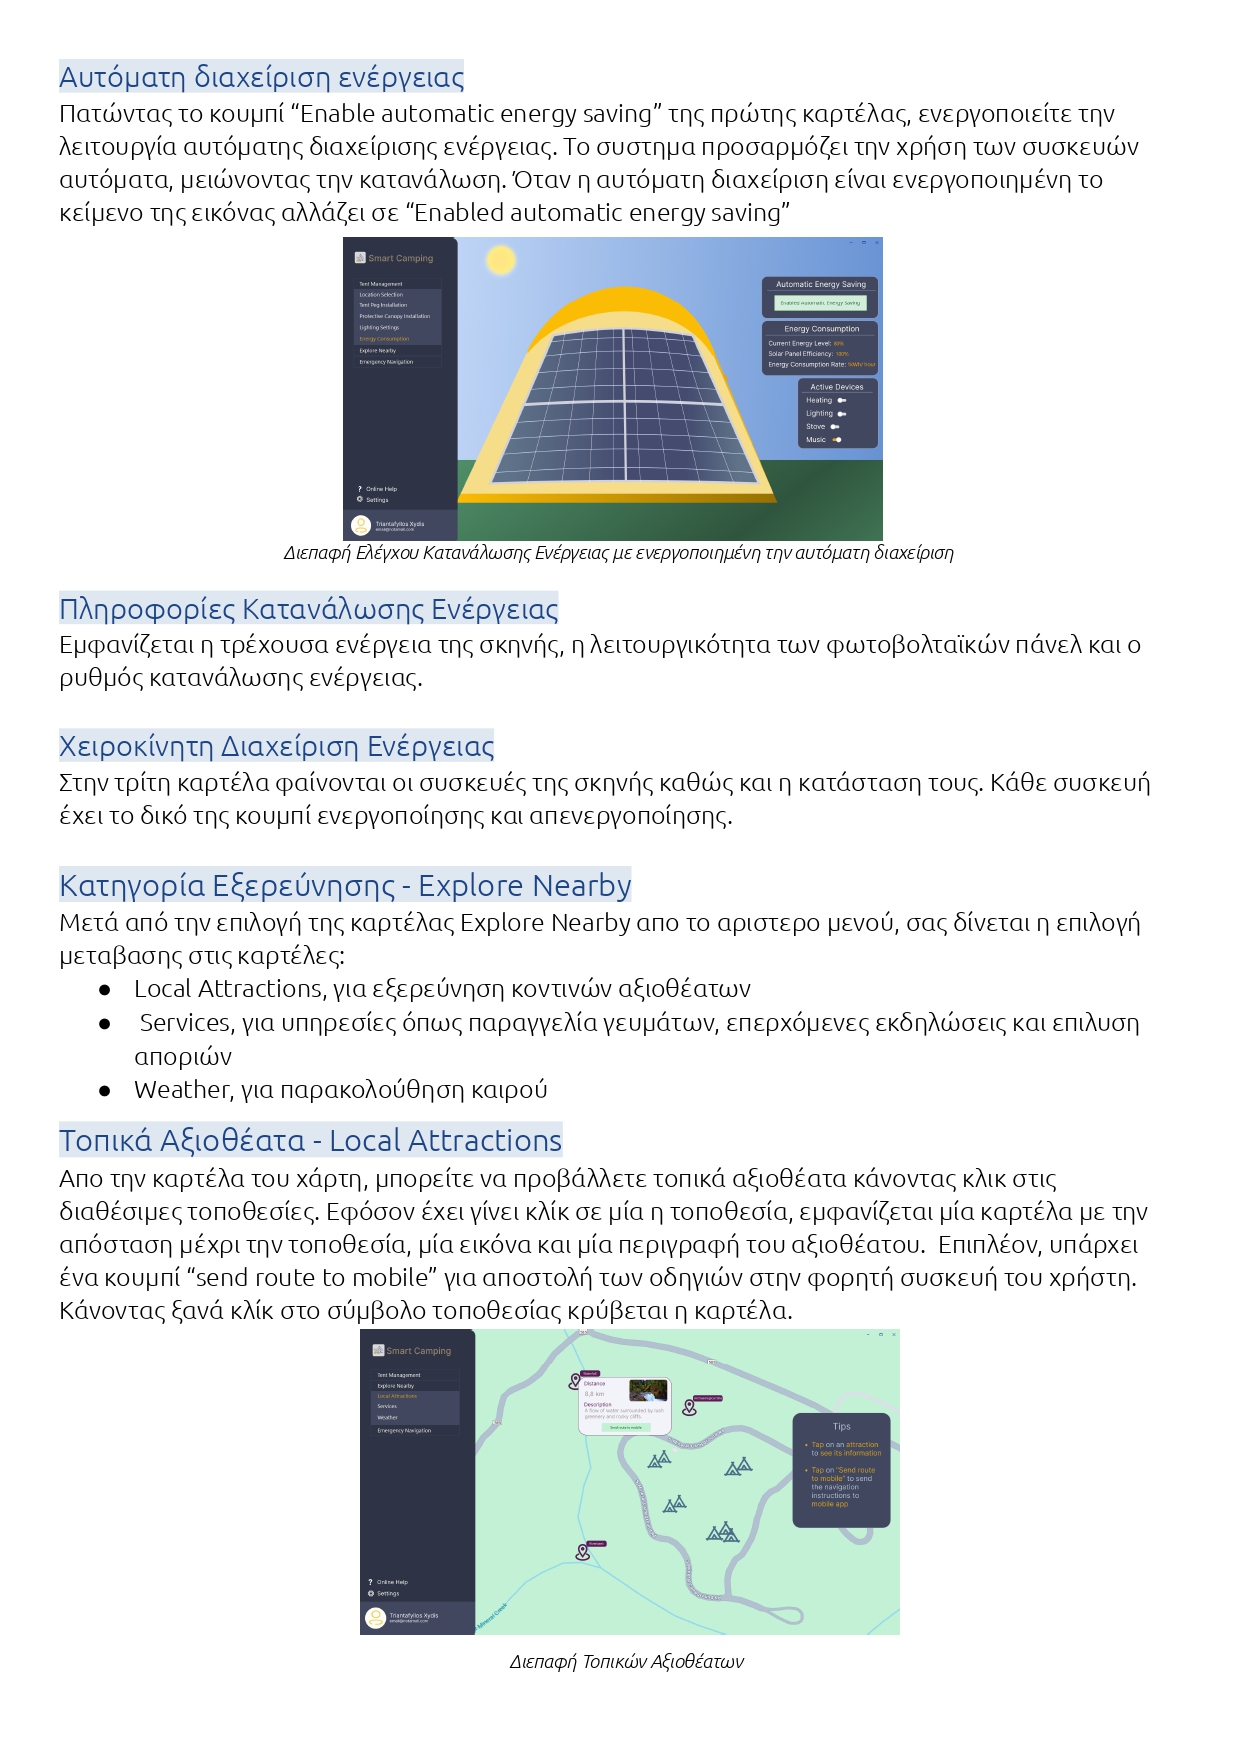 Αυτόματη διαχείριση ενέργειας
Πατώντας το κουμπί “Enable automatic energy saving” της πρώτης καρτέλας, ενεργοποιείτε την
λειτουργία αυτόματης διαχείρισης ενέργειας. Το συστημα προσαρμόζει την χρήση των συσκευών
αυτόματα, μειώνοντας την κατανάλωση. Όταν η αυτόματη διαχείριση είναι ενεργοποιημένη το
κείμενο της εικόνας αλλάζει σε “Enabled automatic energy saving”
Smart Camping
Tent Management
Location Selection
Tent Peg Installation
Protective Canopy Installation
Lighting Settings
Energy Consumption
Explore Nearby
Emergency Navigation
Online Help
Settings
Triantafyllos Xydis
Automatic Energy Saving
Enabled Automatic Energy Saving
Energy Consumption
Current Energy Level:
Solar Panel Efficiency: 100%
Energy Consumption Rate:
Active Devices
Heating
Lighting
Stove
Music
Διεπαφή Ελέγχου Κατανάλωσης Ενέργειας με ενεργοποιημένη την αυτόματη διαχείριση
Πληροφορίες Κατανάλωσης Ενέργειας
Εμφανίζεται η τρέχουσα ενέργεια της σκηνής, η λειτουργικότητα των φωτοβολταϊκών πάνελ και ο
ρυθμός κατανάλωσης ενέργειας.
Χειροκίνητη Διαχείριση Ενέργειας
Στην τρίτη καρτέλα φαίνονται οι συσκευές της σκηνής καθώς και η κατάσταση τους. Κάθε συσκευή
έχει το δικό της κουμπί ενεργοποίησης και απενεργοποίησης.
Κατηγορία Εξερεύνησης - Explore Nearby
Μετά από την επιλογή της καρτέλας Explore Nearby απο το αριστερο μενού, σας δίνεται η επιλογή
μεταβασης στις καρτέλες:
● Local Attractions, για εξερεύνηση κοντινών αξιοθέατων
● Services, για υπηρεσίες όπως παραγγελία γευμάτων, επερχόμενες εκδηλώσεις και επιλυση
αποριών
● Weather, για παρακολούθηση καιρού
Τοπικά Αξιοθέατα - Local Attractions
Απο την καρτέλα του χάρτη, μπορείτε να προβάλλετε τοπικά αξιοθέατα κάνοντας κλικ στις
διαθέσιμες τοποθεσίες. Εφόσον έχει γίνει κλίκ σε μία η τοποθεσία, εμφανίζεται μία καρτέλα με την
απόσταση μέχρι την τοποθεσία, μία εικόνα και μία περιγραφή του αξιοθέατου. Επιπλέον, υπάρχει
ένα κουμπί “send route to mobile” για αποστολή των οδηγιών στην φορητή συσκευή του χρήστη.
Κάνοντας ξανά κλίκ στο σύμβολο τοποθεσίας κρύβεται η καρτέλα.
Smart Camping
Tent Management
Explore Nearby
Local Attractions
Services
Weather
Emergency Navigation
Online Help
Settings
Triantafyllos Xydis
Distance
8,8 km
Description
A flow of water surrounded by lush
greenery and rocky cliffs.
Send route to mobile
Mineral Creek
Tips
• Tap on an attraction
to see its information
• Tap on “Send route
to mobile” to send
the navigation
instructions to
mobile app
Διεπαφή Τοπικών Αξιοθέατων